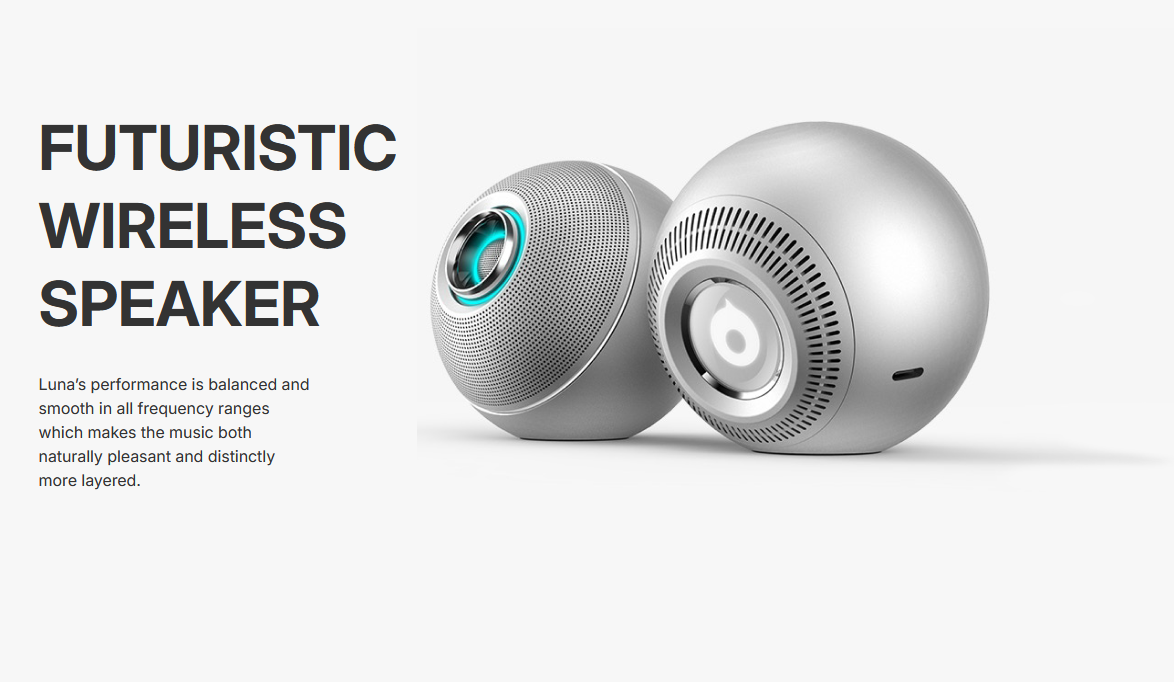 FUTURISTIC
WIRELESS
SPEAKER
Luna's performance is balanced and
smooth in all frequency ranges
which makes the music both
naturally pleasant and distinctly
more layered.